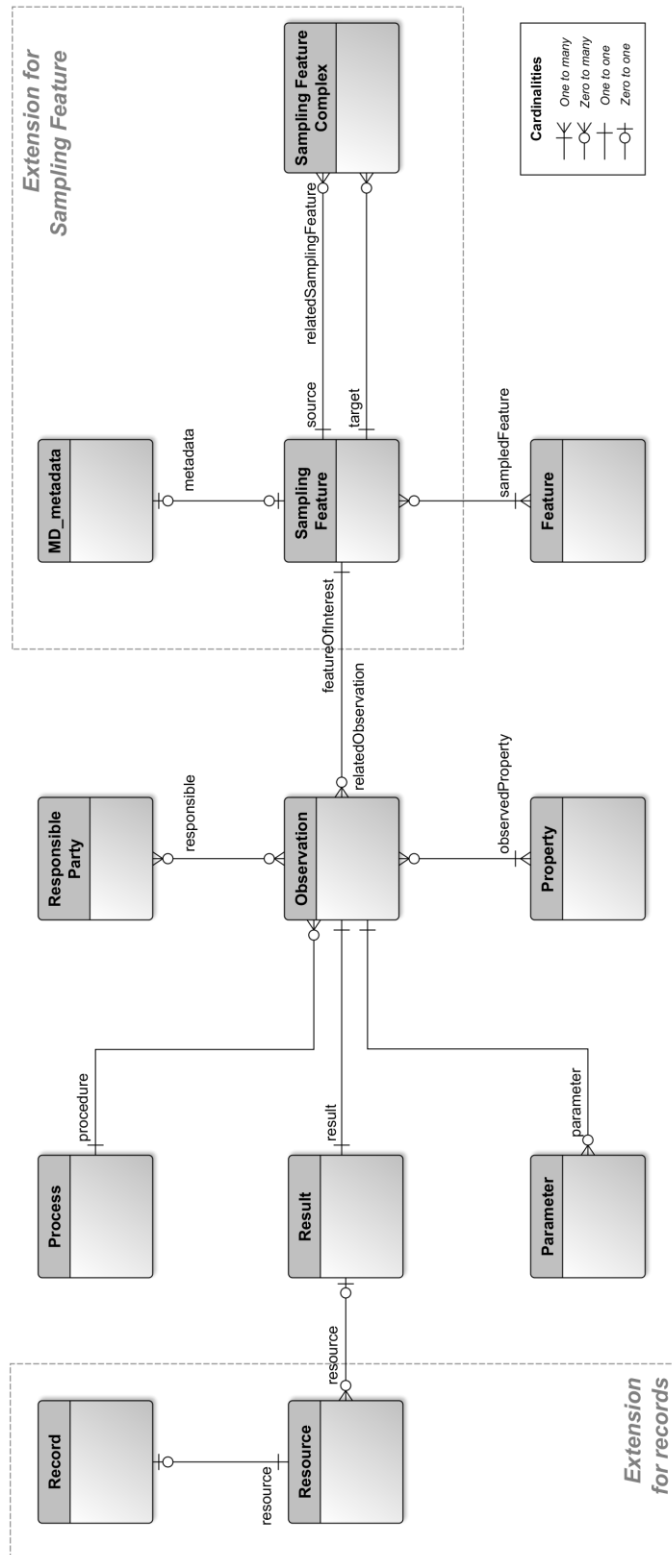 Extension for
Sampling Feature
Record
Process
Responsible
Party
MD_metadata
resource
procedure
responsible
metadata
Resource
resource
Result
result
Observation
relatedObservation
featureOfInterest
Sampling
Feature
source
target
relatedSamplingFeature
Sampling Feature
Complex
parameter
observedProperty
sampledFeature
Parameter
Property
Feature
Extension
for records
Cardinalities
One to many
Zero to many
One to one
Zero to one